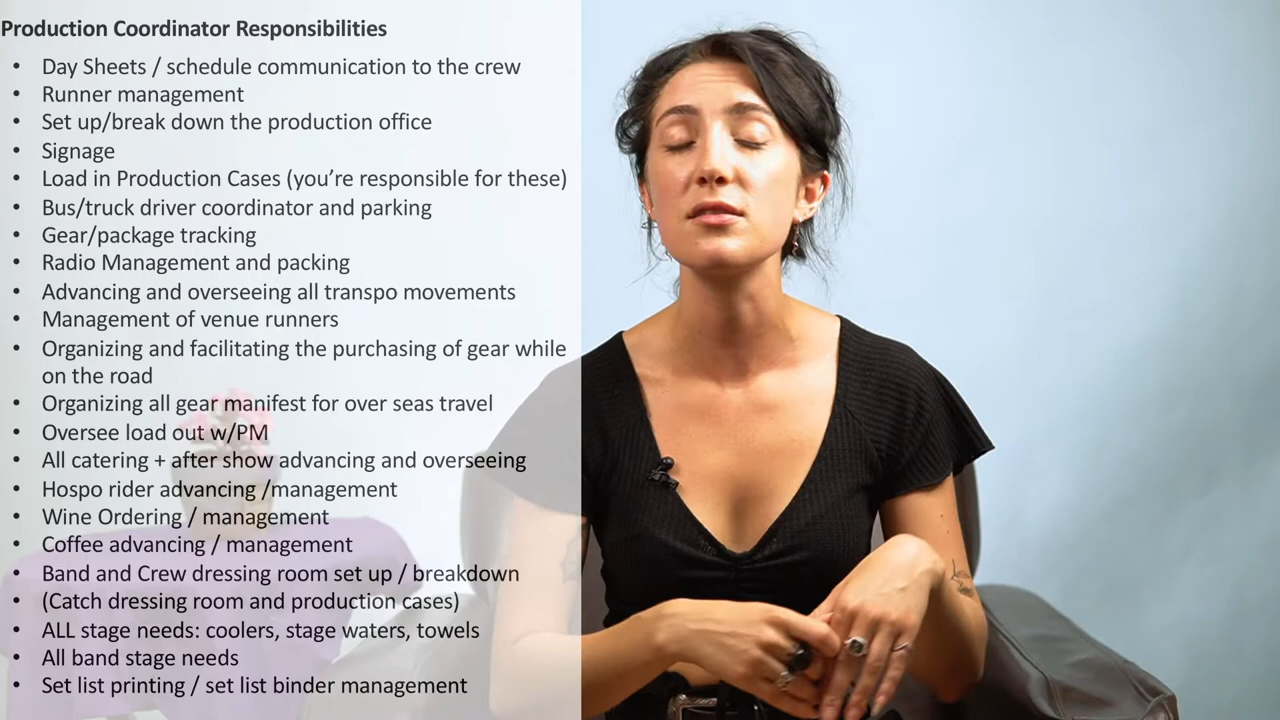 Production Coordinator Responsibilities
• Day Sheets / schedule communication to the crew
• Runner management
• Set up/break down the production office
• Signage
• Load in Production Cases (you're responsible for these)
• Bus/truck driver coordinator and parking
• Gear/package tracking
• Radio Management and packing
• Advancing and overseeing all transpo movements
• Management of venue runners
• Organizing and facilitating the purchasing of gear while
on the road
• Organizing all gear manifest for over seas travel
• Oversee load out w/PM
• All catering + after show advancing and overseeing
• Hospo rider advancing /management
• Wine Ordering / management
• Coffee advancing / management
• Band and Crew dressing room set up / breakdown
• (Catch dressing room and production cases)
• ALL stage needs: coolers, stage waters, towels
• All band stage needs
• Set list printing / set list binder management